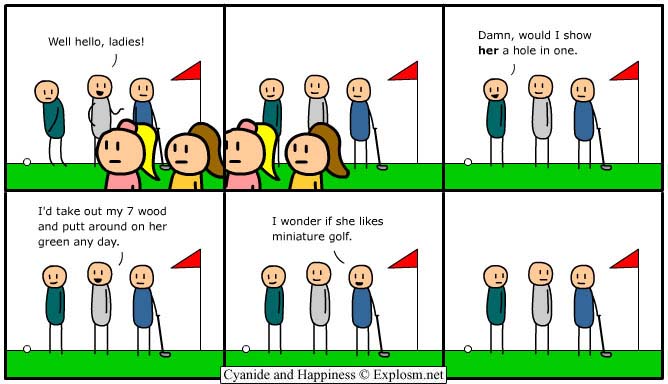 Well hello, ladies!
Damn, would I show
her a hole in one.
I'd take out my 7 wood
and putt around on her
green any day.
I wonder if she likes
miniature golf.
Cyanide and Happiness © Explosm.net